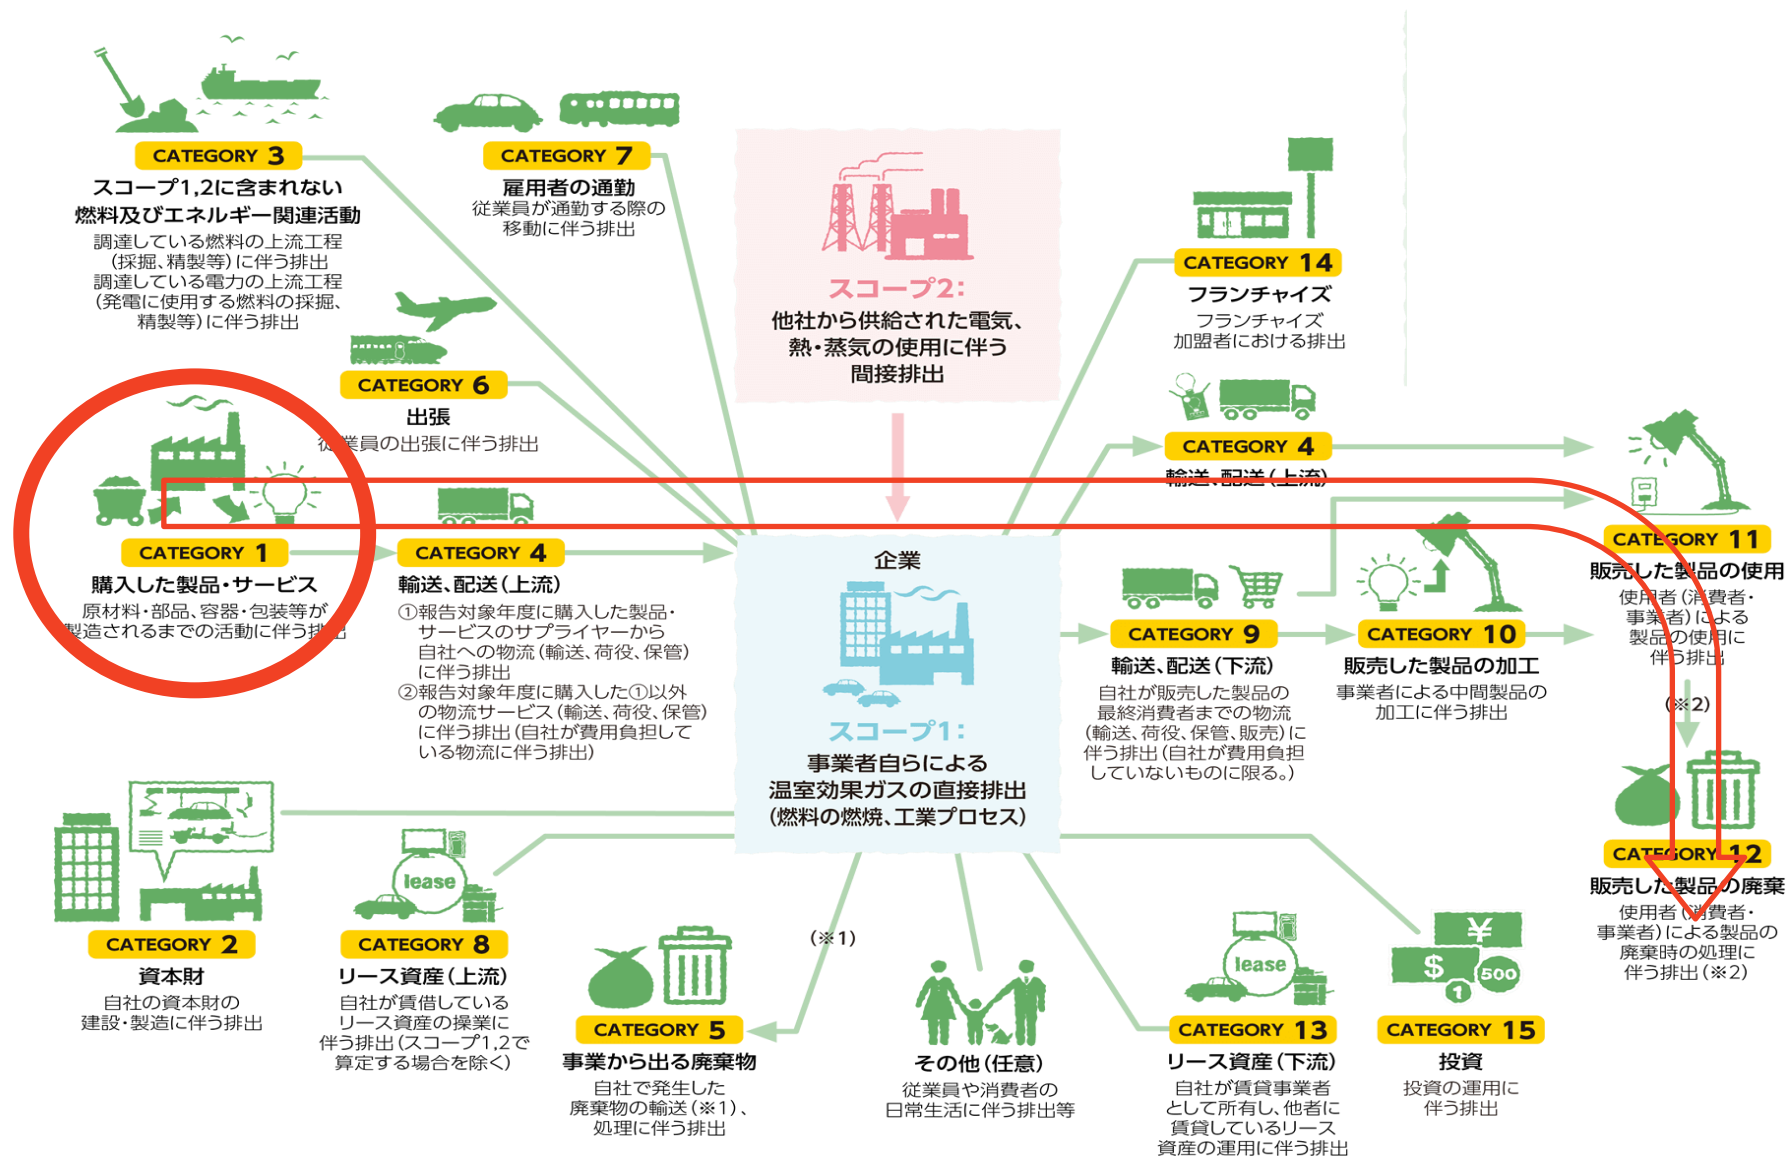 CATEGORY 3
スコープ1,2に含まれない
燃料及びエネルギー関連活動
調達している燃料の上流工程
(採掘、精製等)に伴う排出
調達している電力の上流工程
(発電に使用する燃料の採掘、
精製等)に伴う排出
CATEGORY 7
雇用者の通勤
従業員が通勤する際の
移動に伴う排出
スコープ2:
他社から供給された電気、
熱・蒸気の使用に伴う
間接排出
CATEGORY 14
フランチャイズ
フランチャイズ
加盟者における排出
CATEGORY 6
出張
従業員の出張に伴う排出
CATEGORY 4
輸送、配送(上流)
CATEGORY 1
購入した製品・サービス
原材料・部品、容器・包装等が
製造されるまでの活動に伴う排出
CATEGORY 4
輸送、配送(上流)
①報告対象年度に購入した製品・
サービスのサプライヤーから
自社への物流(輸送、荷役、保管)
に伴う排出
②報告対象年度に購入した①以外
の物流サービス(輸送、荷役、保管)
に伴う排出(自社が費用負担して
いる物流に伴う排出)
企業
スコープ1:
事業者自らによる
温室効果ガスの直接排出
(燃料の燃焼、工業プロセス)
CATEGORY 9
輸送、配送(下流)
自社が販売した製品の
最終消費者までの物流
(輸送、荷役、保管、販売)に
伴う排出(自社が費用負担
していないものに限る。)
CATEGORY 10
販売した製品の加工
事業者による中間製品の
加工に伴う排出
CATEGORY 11
販売した製品の使用
使用者(消費者・
事業者)による
製品の使用に
伴う排出
(※2)
CATEGORY 12
販売した製品の廃棄
使用者(消費者・
事業者)による製品の
廃棄時の処理に
伴う排出(※2)
CATEGORY 2
資本財
自社の資本財の
建設・製造に伴う排出
lease
CATEGORY 8
リース資産(上流)
自社が賃借している
リース資産の操業に
伴う排出(スコープ1,2で
算定する場合を除く)
(※1)
CATEGORY 5
事業から出る廃棄物
自社で発生した
廃棄物の輸送(※1)、
処理に伴う排出
その他(任意)
従業員や消費者の
日常生活に伴う排出等
lease
CATEGORY 13
リース資産(下流)
自社が賃貸事業者
として所有し、他者に
賃貸しているリース
資産の運用に伴う排出
¥
$
1
500
CATEGORY 15
投資
投資の運用に
伴う排出